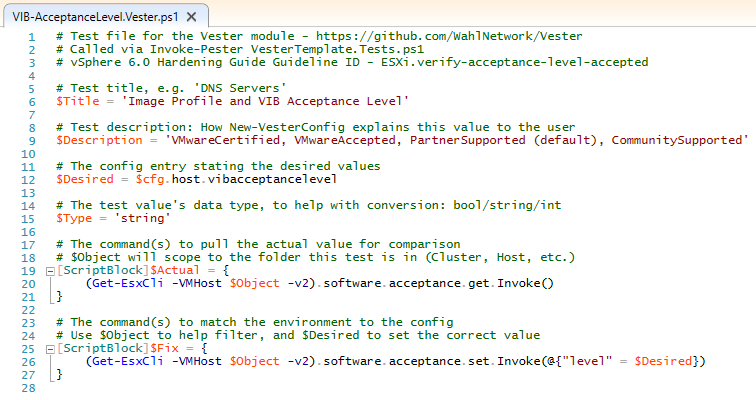 VIB-AcceptanceLevel.Vester.ps1 X
1 # Test file for the Vester module - https://github.com/WahlNetwork/Vester
2 # Called via Invoke-Pester VesterTemplate.Tests.ps1
3 # vSphere 6.0 Hardening Guide Guideline ID - ESXi.verify-acceptance-level-accepted
4
5 # Test title, e.g. 'DNS Servers'
6 $Title = 'Image Profile and VIB Acceptance Level'
7
8 # Test description: How New-VesterConfig explains this value to the user
9 $Description = 'VMwareCertified, VMwareAccepted, PartnerSupported (default), CommunitySupported'
10
11 # The config entry stating the desired values
12 $Desired = $cfg.host.vibacceptancelevel
13
14 # The test value's data type, to help with conversion: bool/string/int
15 $Type = 'string'
16
17 # The command(s) to pull the actual value for comparison
18 # $Object will scope to the folder this test is in (Cluster, Host, etc.)
19 [ScriptBlock]$Actual = {
20 (Get-EsxCli -VMHost $Object -v2).software.acceptance.get.Invoke()
21 }
22
23 # The command(s) to match the environment to the config
24 # Use $Object to help filter, and $Desired to set the correct value
25 [ScriptBlock]$Fix = {
26 (Get-EsxCli -VMHost $Object -v2).software.acceptance.set.Invoke(@{"level" = $Desired})
27 }
28